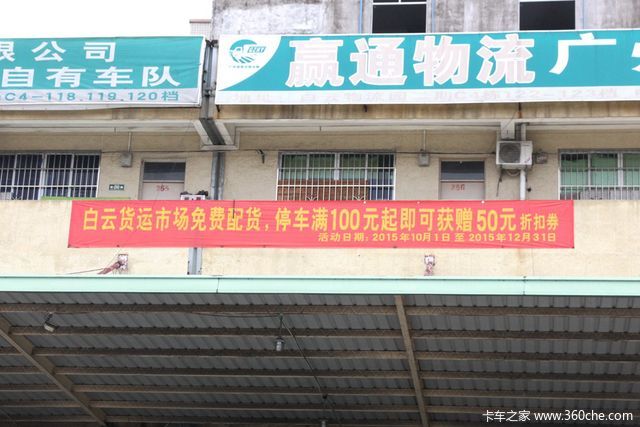 限公司
自有车队
C4-118.119.120档
赢通物流广
255
256
白云货运市场免费配货，停车满100元起即可获赠50元折扣券
活动日期：2015年10月1日至2015年12月31日
卡车之家 www.360che.com